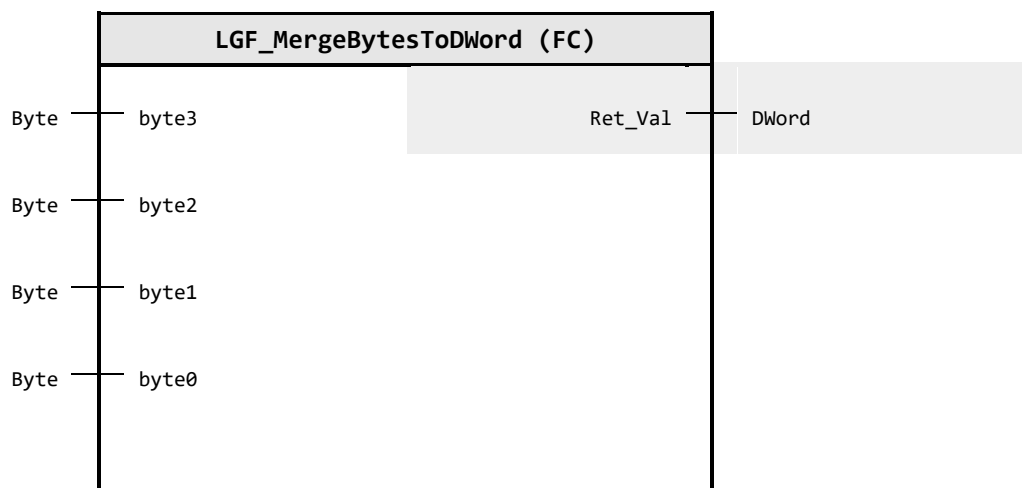 LGF_MergeBytesToDWord (FC)
Byte byte3 Ret_Val DWord
Byte byte2
Byte byte1
Byte byte0